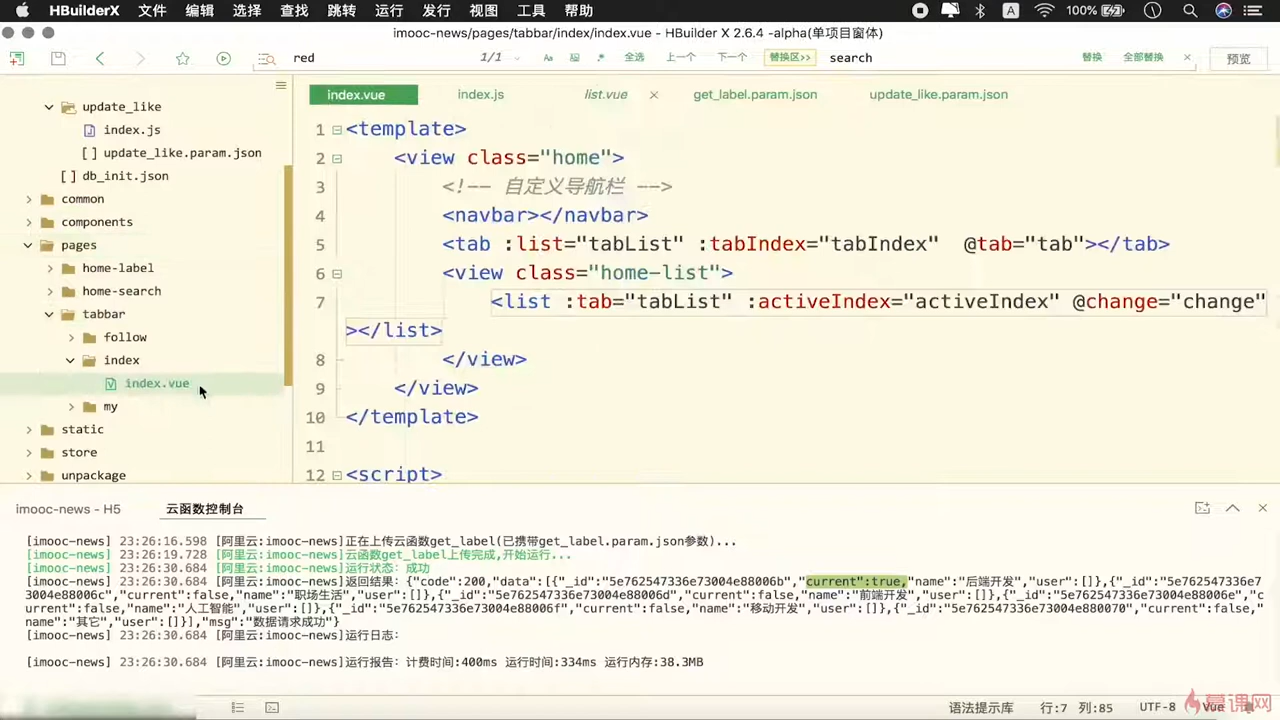 HBuilderX 文件 编辑 选择 查找 跳转 运行 发行 视图 工具 帮助 A 100%
imooc-news/pages/tabbar/index/index.vue - HBuilder X 2.6.4 -alpha(单项目窗口)
red 1/1 Aa 全选 上一个 下一个 替换区>> search 替换 全部替换 预览
index.vue index.js list.vue get_label.param.json update_like.param.json
update_like
index.js
[ ] update_like.param.json
[ ] db_init.json
common
components
pages
home-label
home-search
tabbar
follow
index
index.vue
my
static
store
unpackage
1 <template>
2 <view class="home">
3 <!-- 自定义导航栏 -->
4 <navbar></navbar>
5 <tab :list="tabList" :tabIndex="tabIndex"  @tab="tab"></tab>
6 <view class="home-list">
7 <list :tab="tabList" :activeIndex="activeIndex" @change="change"
></list>
8 </view>
9 </view>
10 </template>
11
12 <script>
imooc-news - H5 云函数控制台
[imooc-news] 23:26:16.598 [阿里云:imooc-news]正在上传云函数get_label(已携带get_label.param.json参数)...
[imooc-news] 23:26:19.728 [阿里云:imooc-news]云函数get_label上传完成,开始运行...
[imooc-news] 23:26:30.684 [阿里云:imooc-news]运行状态: 成功
[imooc-news] 23:26:30.684 [阿里云:imooc-news]返回结果: {"code":200,"data":[{"_id":"5e762547336e73004e88006b","current":true,"name":"后端开发","user":[]},{"_id":"5e762547336e7
3004e88006c","current":false,"name":"职场生活","user":[]},{"_id":"5e762547336e73004e88006d","current":false,"name":"前端开发","user":[]},{"_id":"5e762547336e73004e88006e","c
urrent":false,"name":"人工智能","user":[]},{"_id":"5e762547336e73004e88006f","current":false,"name":"移动开发","user":[]},{"_id":"5e762547336e73004e880070","current":false,
"name":"其它","user":[]}],"msg":"数据请求成功"}
[imooc-news] 23:26:30.684 [阿里云:imooc-news]运行日志:
[imooc-news] 23:26:30.684 [阿里云:imooc-news]运行报告: 计费时间:400ms 运行时间:334ms 运行内存:38.3MB
语法提示库 行:7 列:85 UTF-8 Vue
慕课网